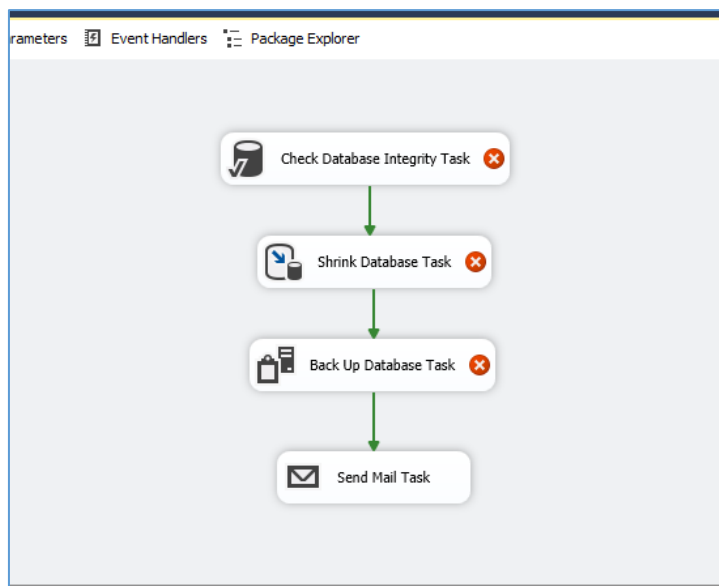 rameters Event Handlers Package Explorer
Check Database Integrity Task
Shrink Database Task
Back Up Database Task
Send Mail Task